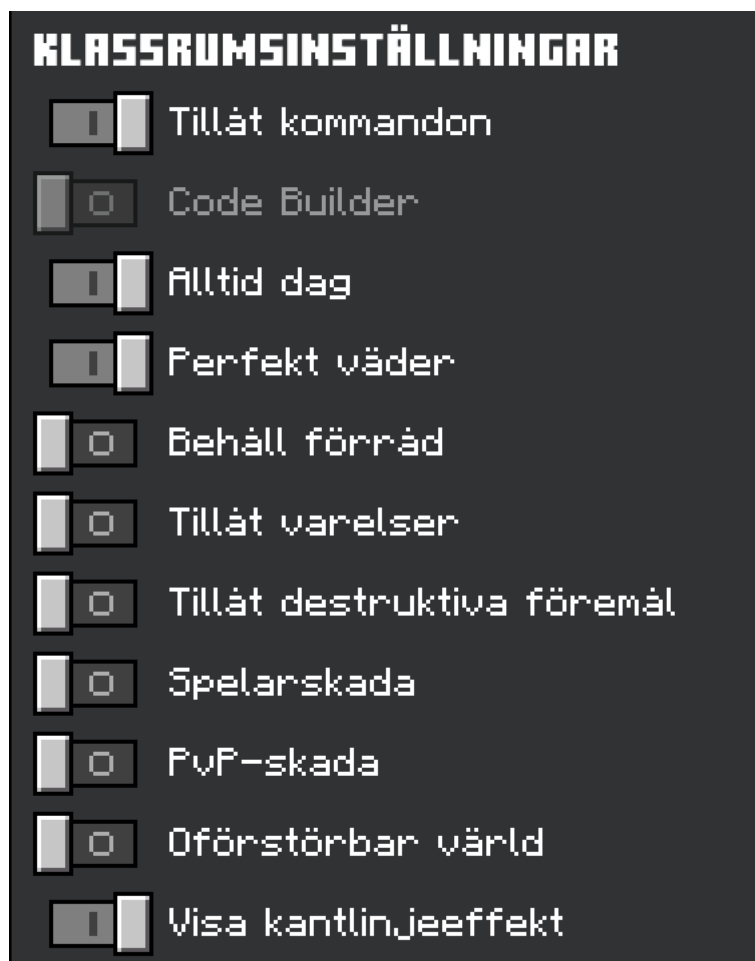 KLASSRUMSINSTÄLLNINGAR
Tillåt kommandon
Code Builder
Alltid dag
Perfekt väder
Behåll förråd
Tillåt varelser
Tillåt destruktiva föremål
Spelarskada
PvP-skada
Oförstörbar värld
Visa kantlinjeeffekt